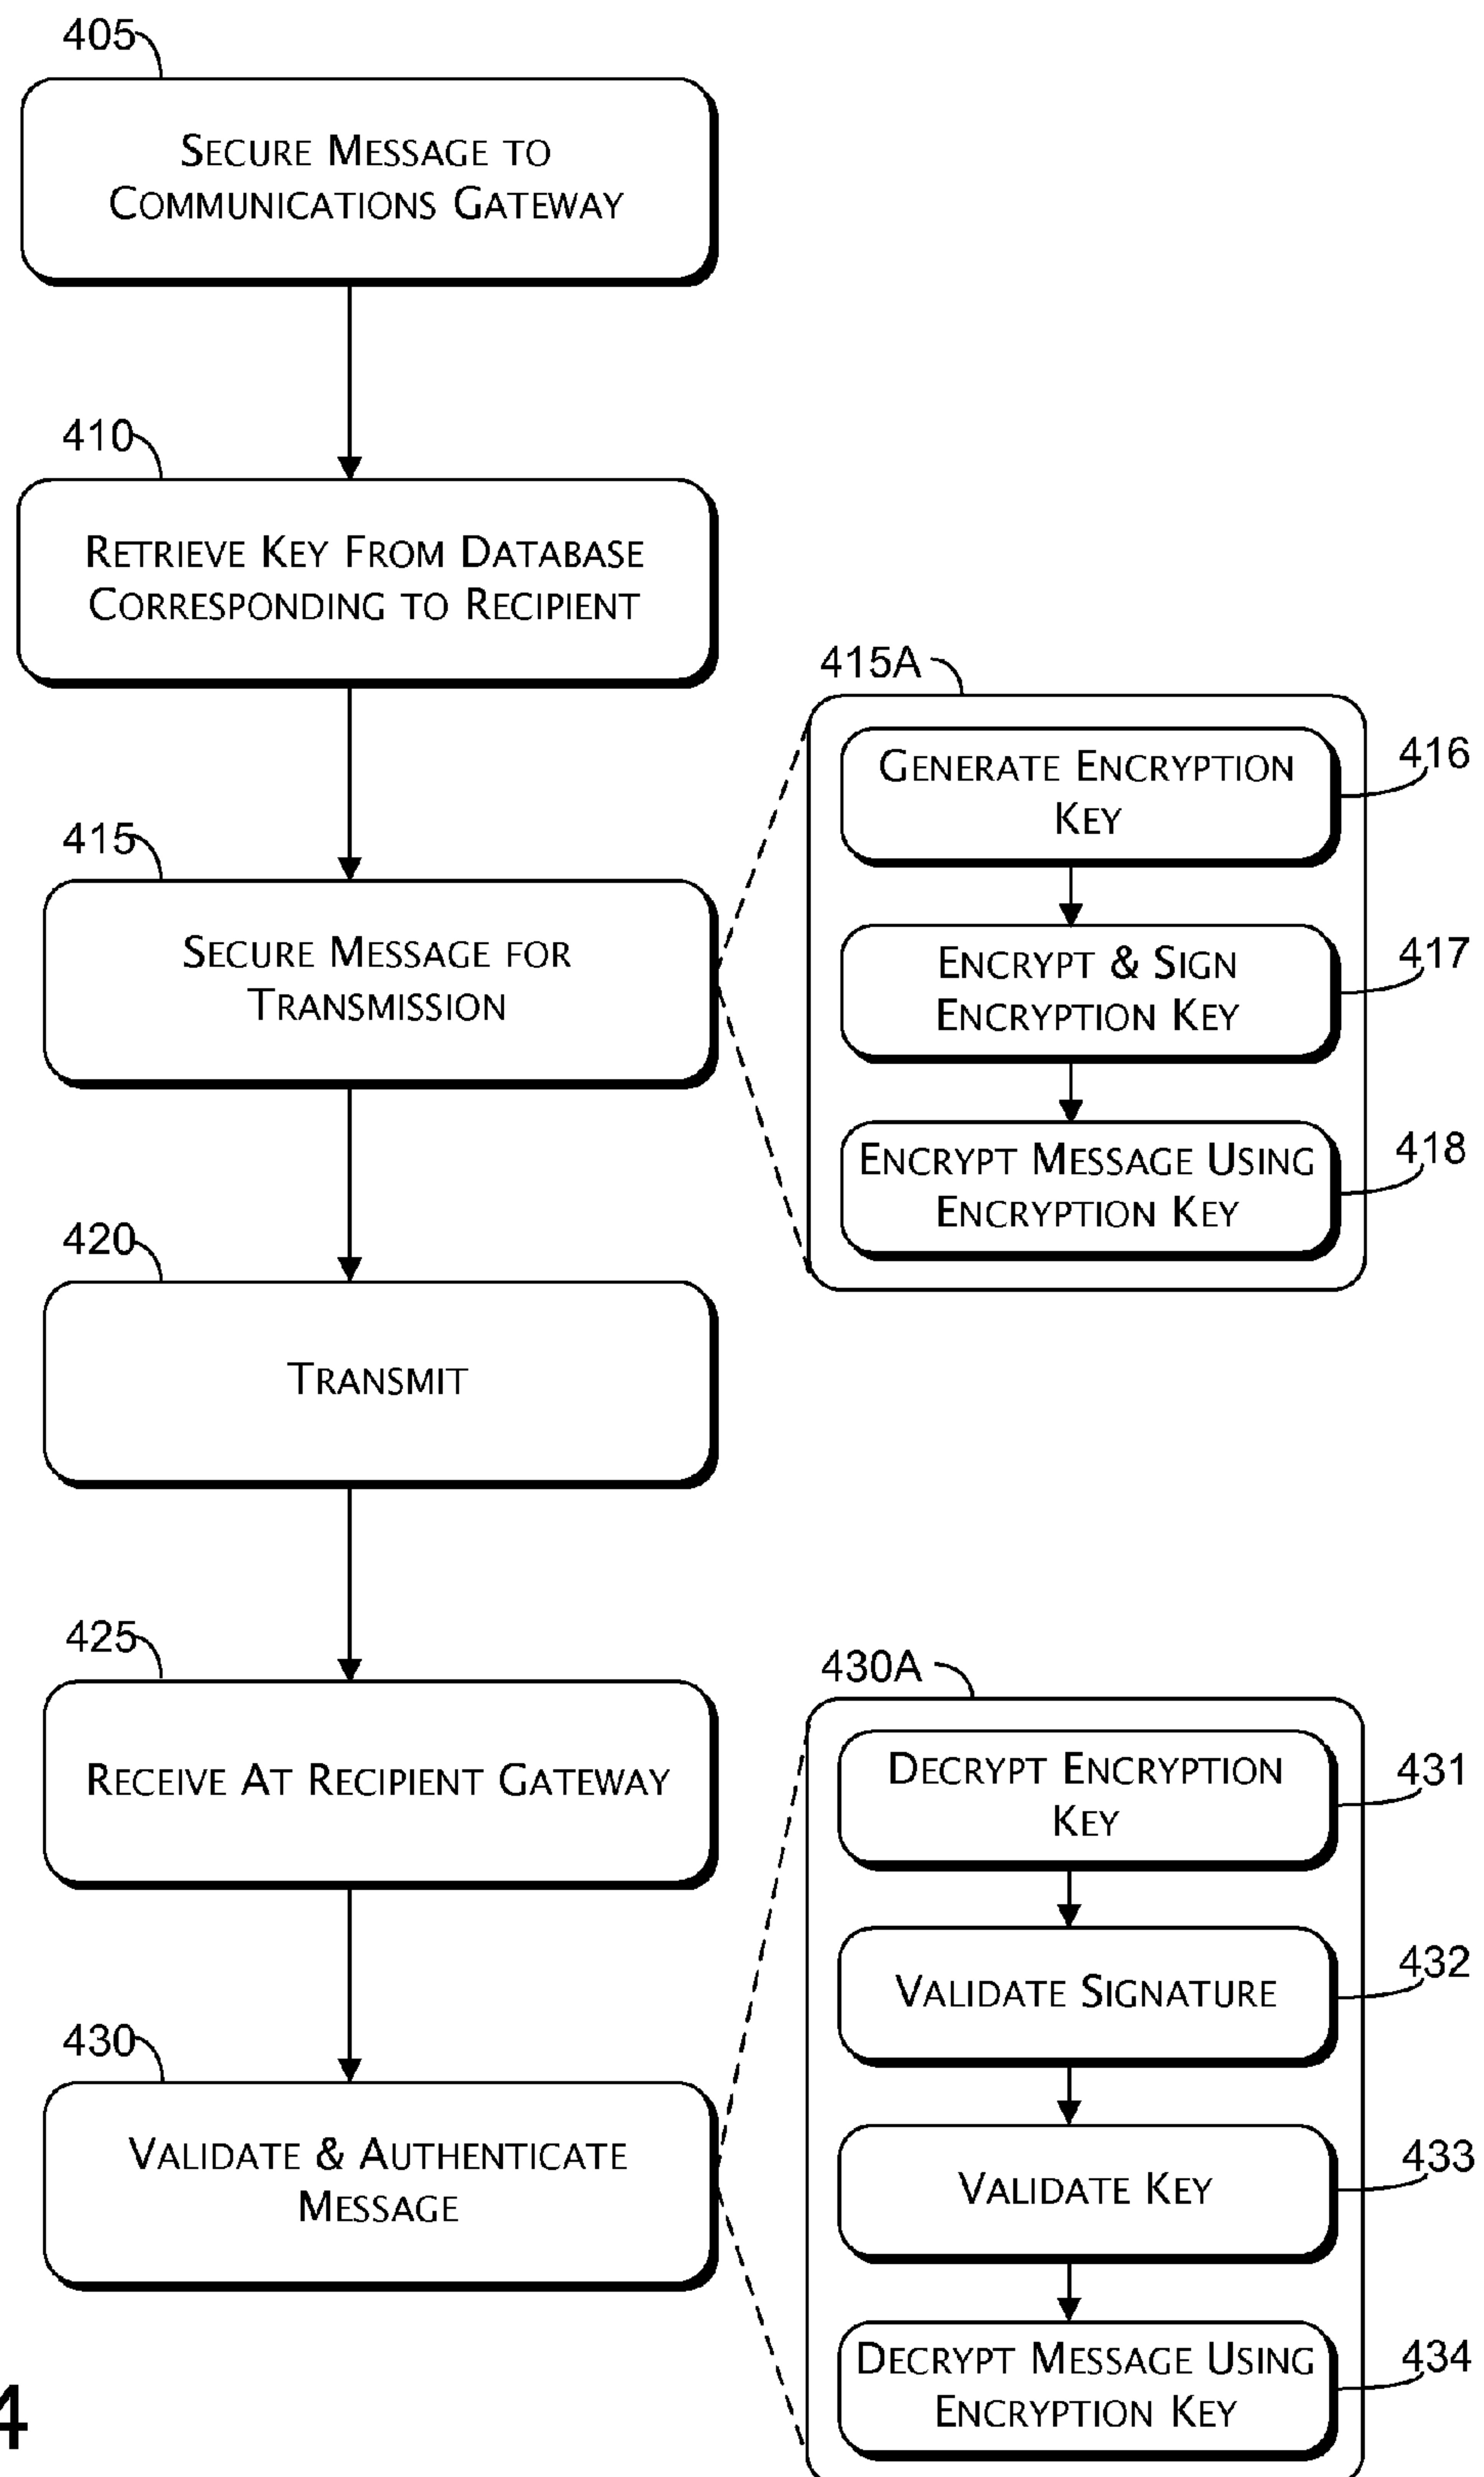 405
SECURE MESSAGE TO
COMMUNICATIONS GATEWAY
410
RETRIEVE KEY FROM DATABASE
CORRESPONDING TO RECIPIENT
415
SECURE MESSAGE FOR
TRANSMISSION
415A
GENERATE ENCRYPTION
KEY
416
ENCRYPT & SIGN
ENCRYPTION KEY
417
ENCRYPT MESSAGE USING
ENCRYPTION KEY
418
420
TRANSMIT
425
RECEIVE AT RECIPIENT GATEWAY
430
VALIDATE & AUTHENTICATE
MESSAGE
430A
DECRYPT ENCRYPTION
KEY
431
VALIDATE SIGNATURE
432
VALIDATE KEY
433
DECRYPT MESSAGE USING
ENCRYPTION KEY
434
4